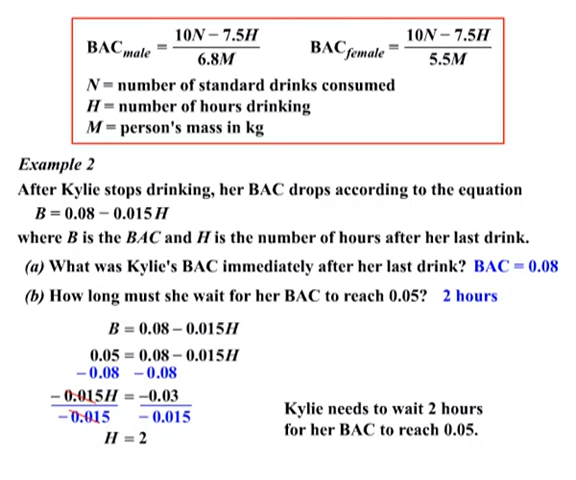 BACmale = 10N – 7.5H / 6.8M    BACfemale = 10N – 7.5H / 5.5M
N = number of standard drinks consumed
H = number of hours drinking
M = person's mass in kg
Example 2
After Kylie stops drinking, her BAC drops according to the equation
B = 0.08 – 0.015H
where B is the BAC and H is the number of hours after her last drink.
(a) What was Kylie's BAC immediately after her last drink? BAC = 0.08
(b) How long must she wait for her BAC to reach 0.05? 2 hours
B = 0.08 – 0.015H
0.05 = 0.08 – 0.015H
– 0.08 – 0.08
– 0.015H = –0.03
– 0.015 – 0.015
H = 2
Kylie needs to wait 2 hours
for her BAC to reach 0.05.